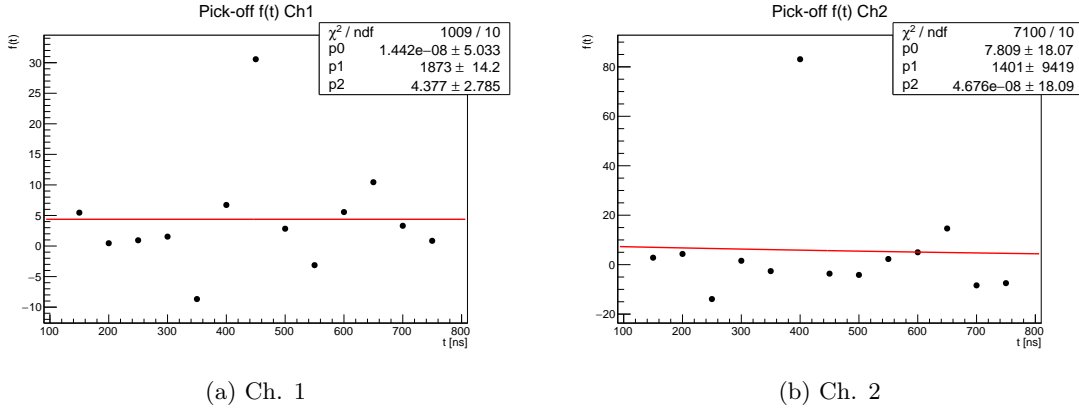 Pick-off f(t) Ch1
χ² / ndf 1009 / 10
p0 1.442e−08 ± 5.033
p1 1873 ± 14.2
p2 4.377 ± 2.785
f(t)
30
25
20
15
10
5
0
−5
−10
100 200 300 400 500 600 700 800
t [ns]
(a) Ch. 1
Pick-off f(t) Ch2
χ² / ndf 7100 / 10
p0 7.809 ± 18.07
p1 1401 ± 9419
p2 4.676e−08 ± 18.09
f(t)
80
60
40
20
0
−20
100 200 300 400 500 600 700 800
t [ns]
(b) Ch. 2